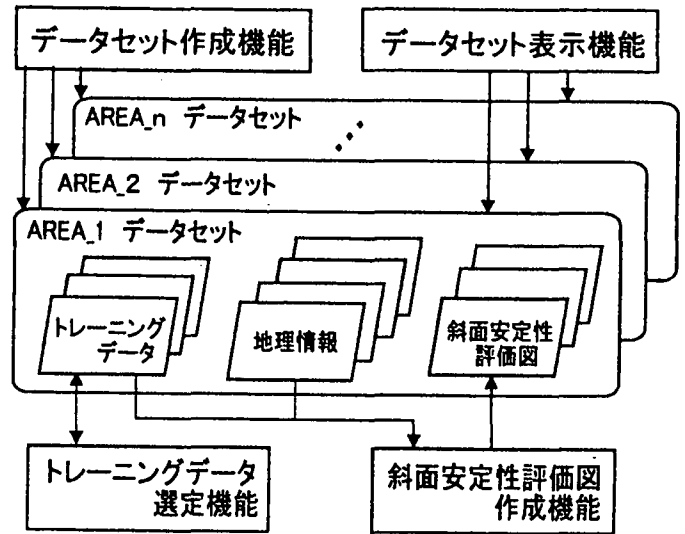 データセット作成機能
データセット表示機能
AREA_n データセット
AREA_2 データセット
AREA_1 データセット
トレーニング
データ
地理情報
斜面安定性
評価図
トレーニングデータ
選定機能
斜面安定性評価図
作成機能